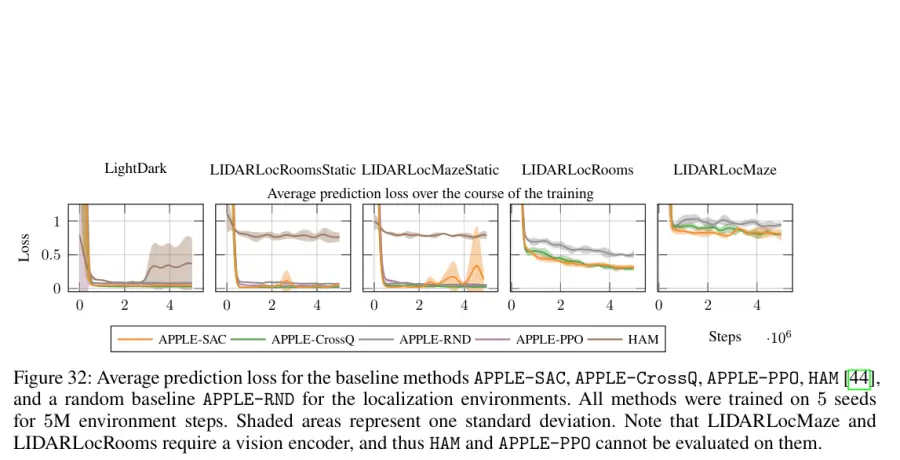 LightDark
LIDARLocRoomsStatic
LIDARLocMazeStatic
LIDARLocRooms
LIDARLocMaze
Average prediction loss over the course of the training
Loss
1
0.5
0
0 2 4
0 2 4
0 2 4
0 2 4
0 2 4
APPLE-SAC
APPLE-CrossQ
APPLE-RND
APPLE-PPO
HAM
Steps ·10⁶
Figure 32: Average prediction loss for the baseline methods APPLE-SAC, APPLE-CrossQ, APPLE-PPO, HAM [44],
and a random baseline APPLE-RND for the localization environments. All methods were trained on 5 seeds
for 5M environment steps. Shaded areas represent one standard deviation. Note that LIDARLocMaze and
LIDARLocRooms require a vision encoder, and thus HAM and APPLE-PPO cannot be evaluated on them.